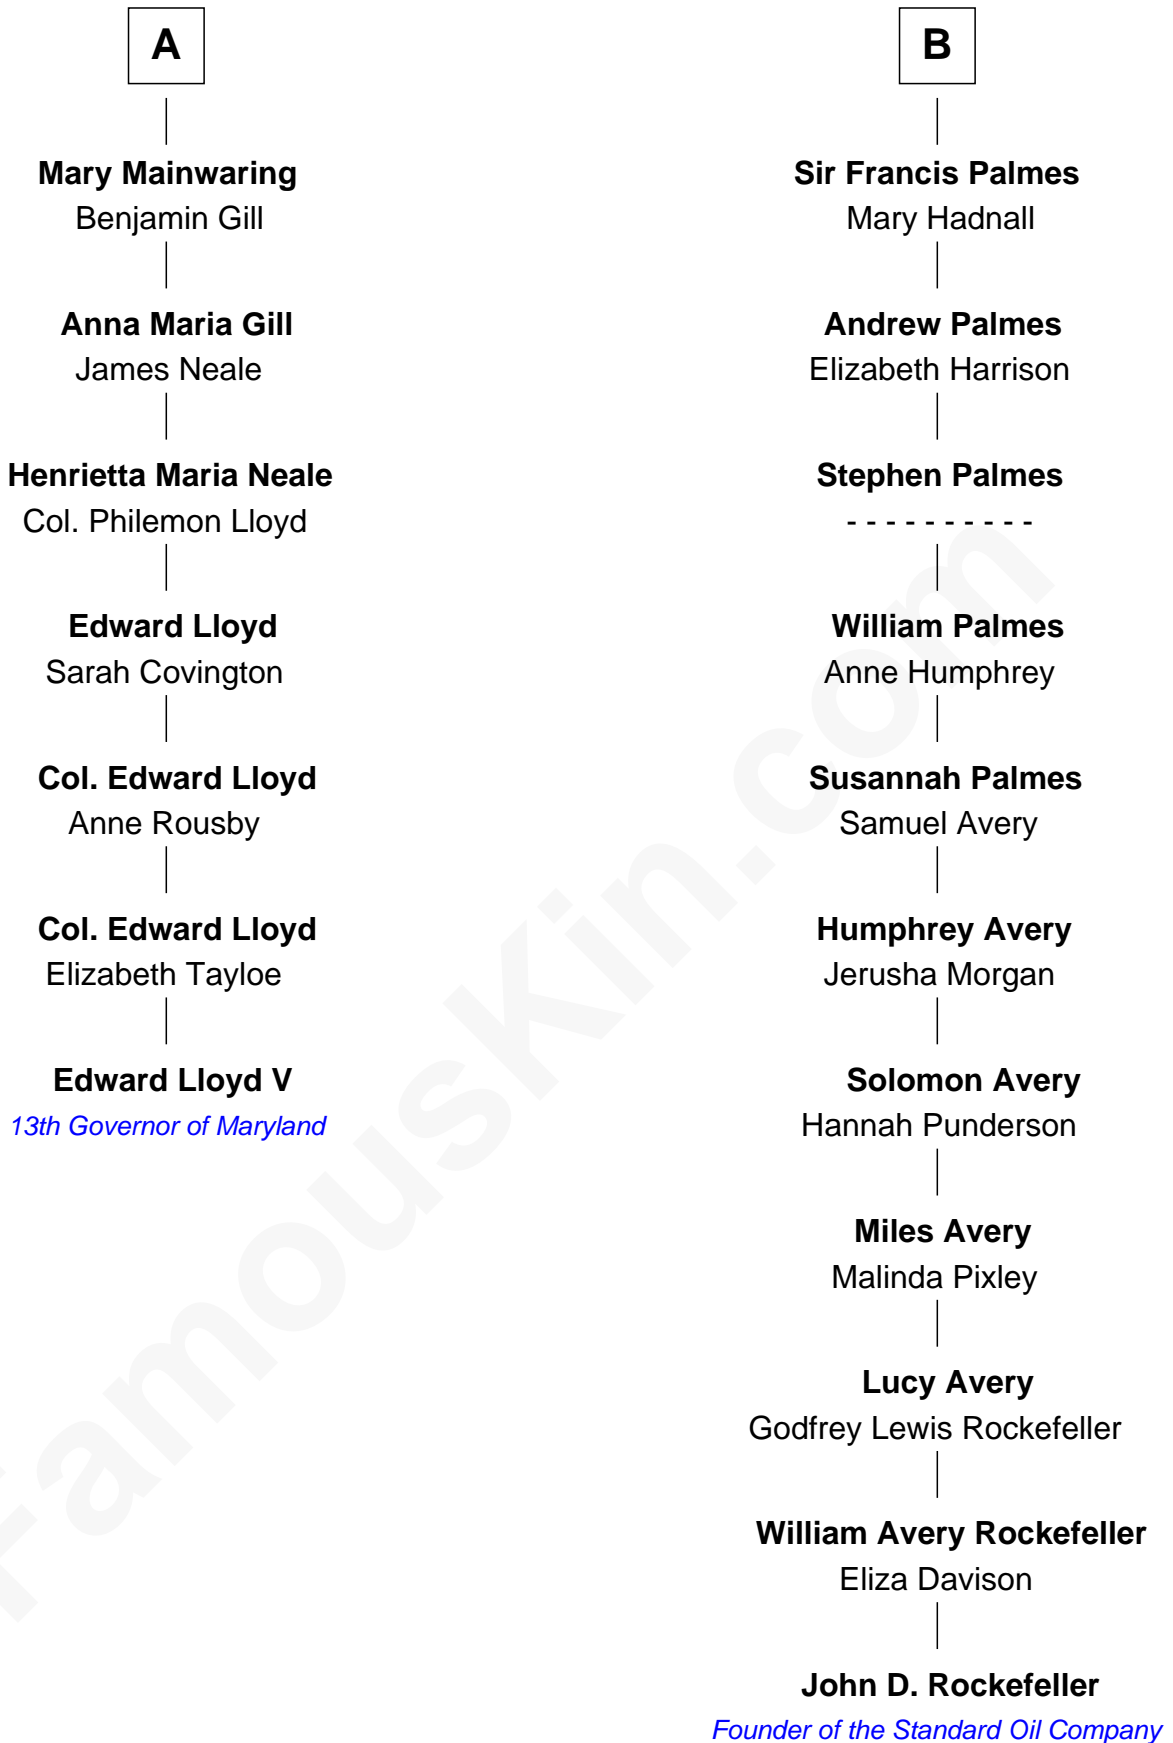 A
Mary Mainwaring
Benjamin Gill
Anna Maria Gill
James Neale
Henrietta Maria Neale
Col. Philemon Lloyd
Edward Lloyd
Sarah Covington
Col. Edward Lloyd
Anne Rousby
Col. Edward Lloyd
Elizabeth Tayloe
Edward Lloyd V
13th Governor of Maryland
B
Sir Francis Palmes
Mary Hadnall
Andrew Palmes
Elizabeth Harrison
Stephen Palmes
- - - - - - - - - -
William Palmes
Anne Humphrey
Susannah Palmes
Samuel Avery
Humphrey Avery
Jerusha Morgan
Solomon Avery
Hannah Punderson
Miles Avery
Malinda Pixley
Lucy Avery
Godfrey Lewis Rockefeller
William Avery Rockefeller
Eliza Davison
John D. Rockefeller
Founder of the Standard Oil Company
FamousKin.com